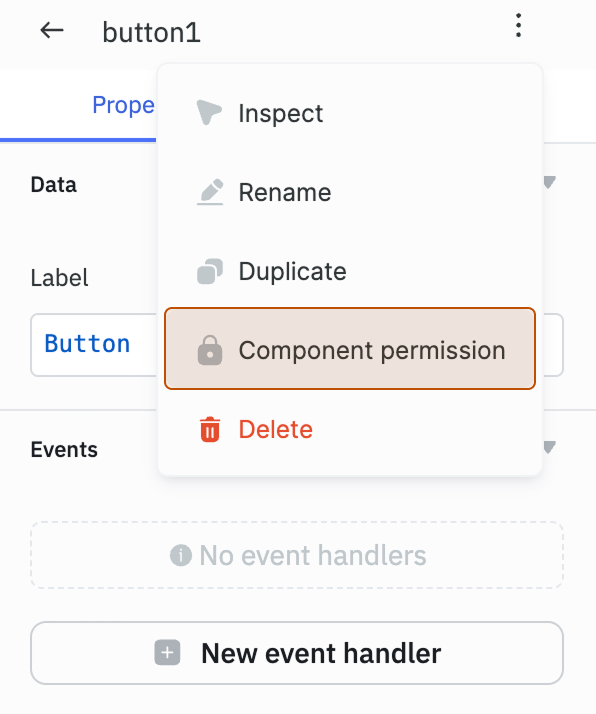 button1
Prope
Inspect
Data
Rename
Label
Duplicate
Button
Component permission
Delete
Events
No event handlers
New event handler